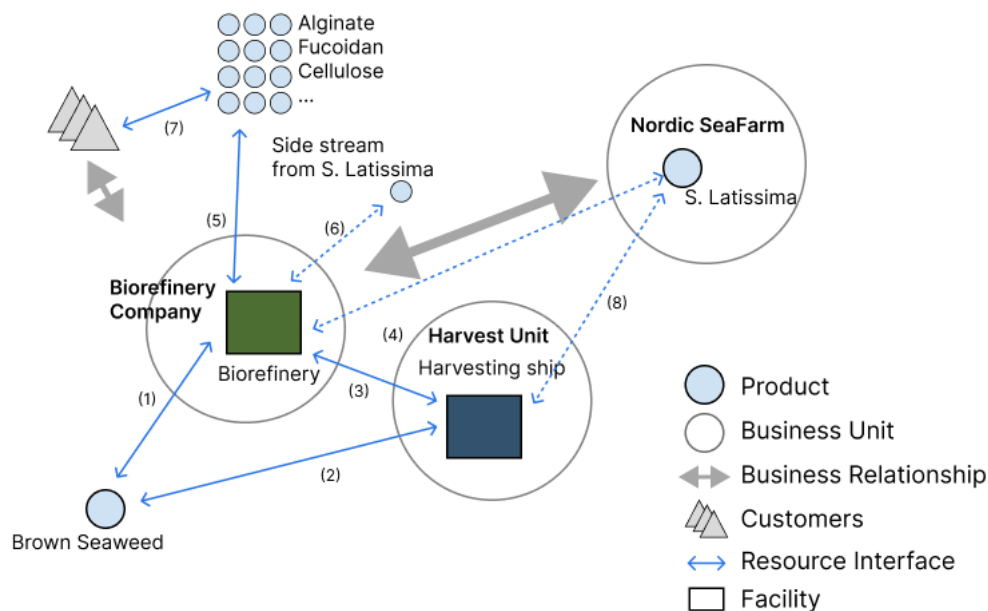 Alginate
Fucoidan
Cellulose
...
(7)
Side stream
from S. Latissima
Nordic SeaFarm
S. Latissima
(5)
(6)
Biorefinery
Company
Biorefinery
(8)
(4)
Harvest Unit
Harvesting ship
(1)
(3)
(2)
Brown Seaweed
Product
Business Unit
Business Relationship
Customers
Resource Interface
Facility